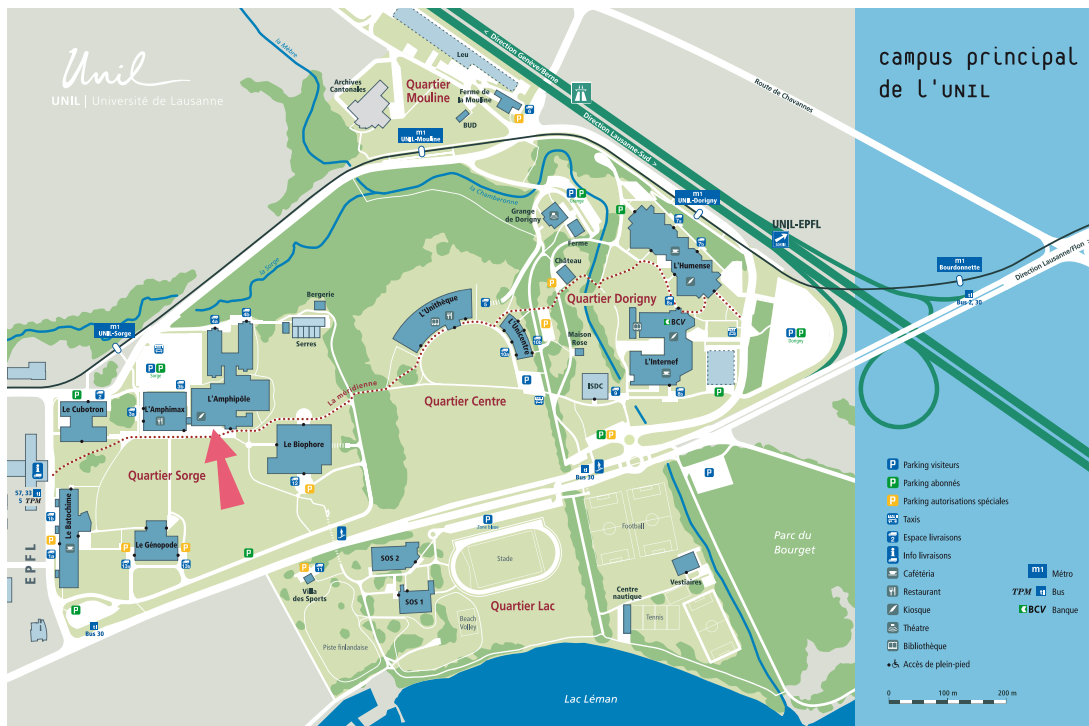 Unil
UNIL | Université de Lausanne
campus principal
de l'UNIL
la Mèbre
Leu
Archives
Cantonales
Quartier
Mouline
Ferme de
la Mouline
BUD
< Direction Genève/Berne
Direction Lausanne-Sud >
Route de Chavannes
m1
UNIL-Mouline
la Chamberonne
la Sorge
Grange
de Dorigny
Ferme
Château
m1
UNIL-Dorigny
UNIL-EPFL
L'Humense
m1
Bourdonnette
Direction Lausanne/Flon >
Bus 2, 30
Quartier Dorigny
Bergerie
Serres
L'Unithèque
L'Unicentre
Maison
Rose
BCV
L'Internef
ISDC
Dorigny
m1
UNIL-Sorge
Sorge
L'Amphipôle
L'Amphimax
Le Cubotron
La méridienne
Quartier Centre
Le Biophore
Quartier Sorge
57, 33
5 TPM
Le Batochime
Le Génopode
EPFL
Bus 30
Bus 30
Zone bleue
SOS 2
SOS 1
Villa
des Sports
Stade
Football
Quartier Lac
Beach
Volley
Piste finlandaise
Centre
nautique
Tennis
Vestiaires
Parc du
Bourget
Lac Léman
P Parking visiteurs
P Parking abonnés
P Parking autorisations spéciales
Taxis
Espace livraisons
Info livraisons
Cafétéria
Restaurant
Kiosque
Théatre
Bibliothèque
Accès de plein-pied
m1 Métro
TPM Bus
BCV Banque
0 100 m 200 m